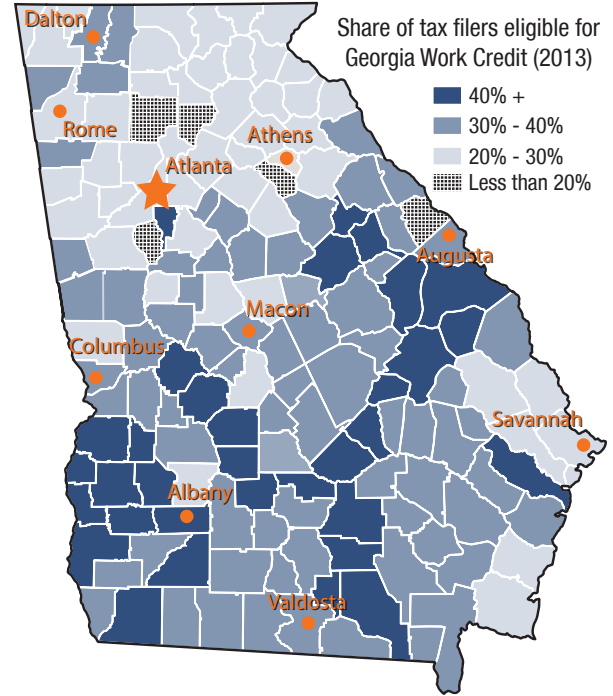 Share of tax filers eligible for
Georgia Work Credit (2013)
40% +
30% - 40%
20% - 30%
Less than 20%
Dalton
Rome
Athens
Atlanta
Augusta
Macon
Columbus
Savannah
Albany
Valdosta